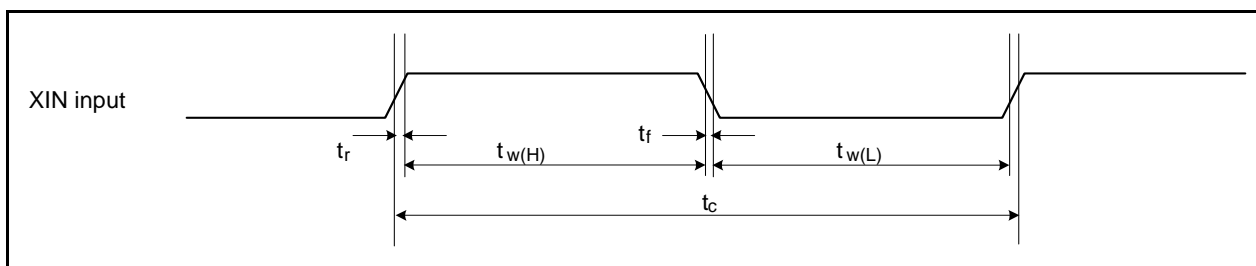 XIN input
tr
tw(H)
tf
tw(L)
tc